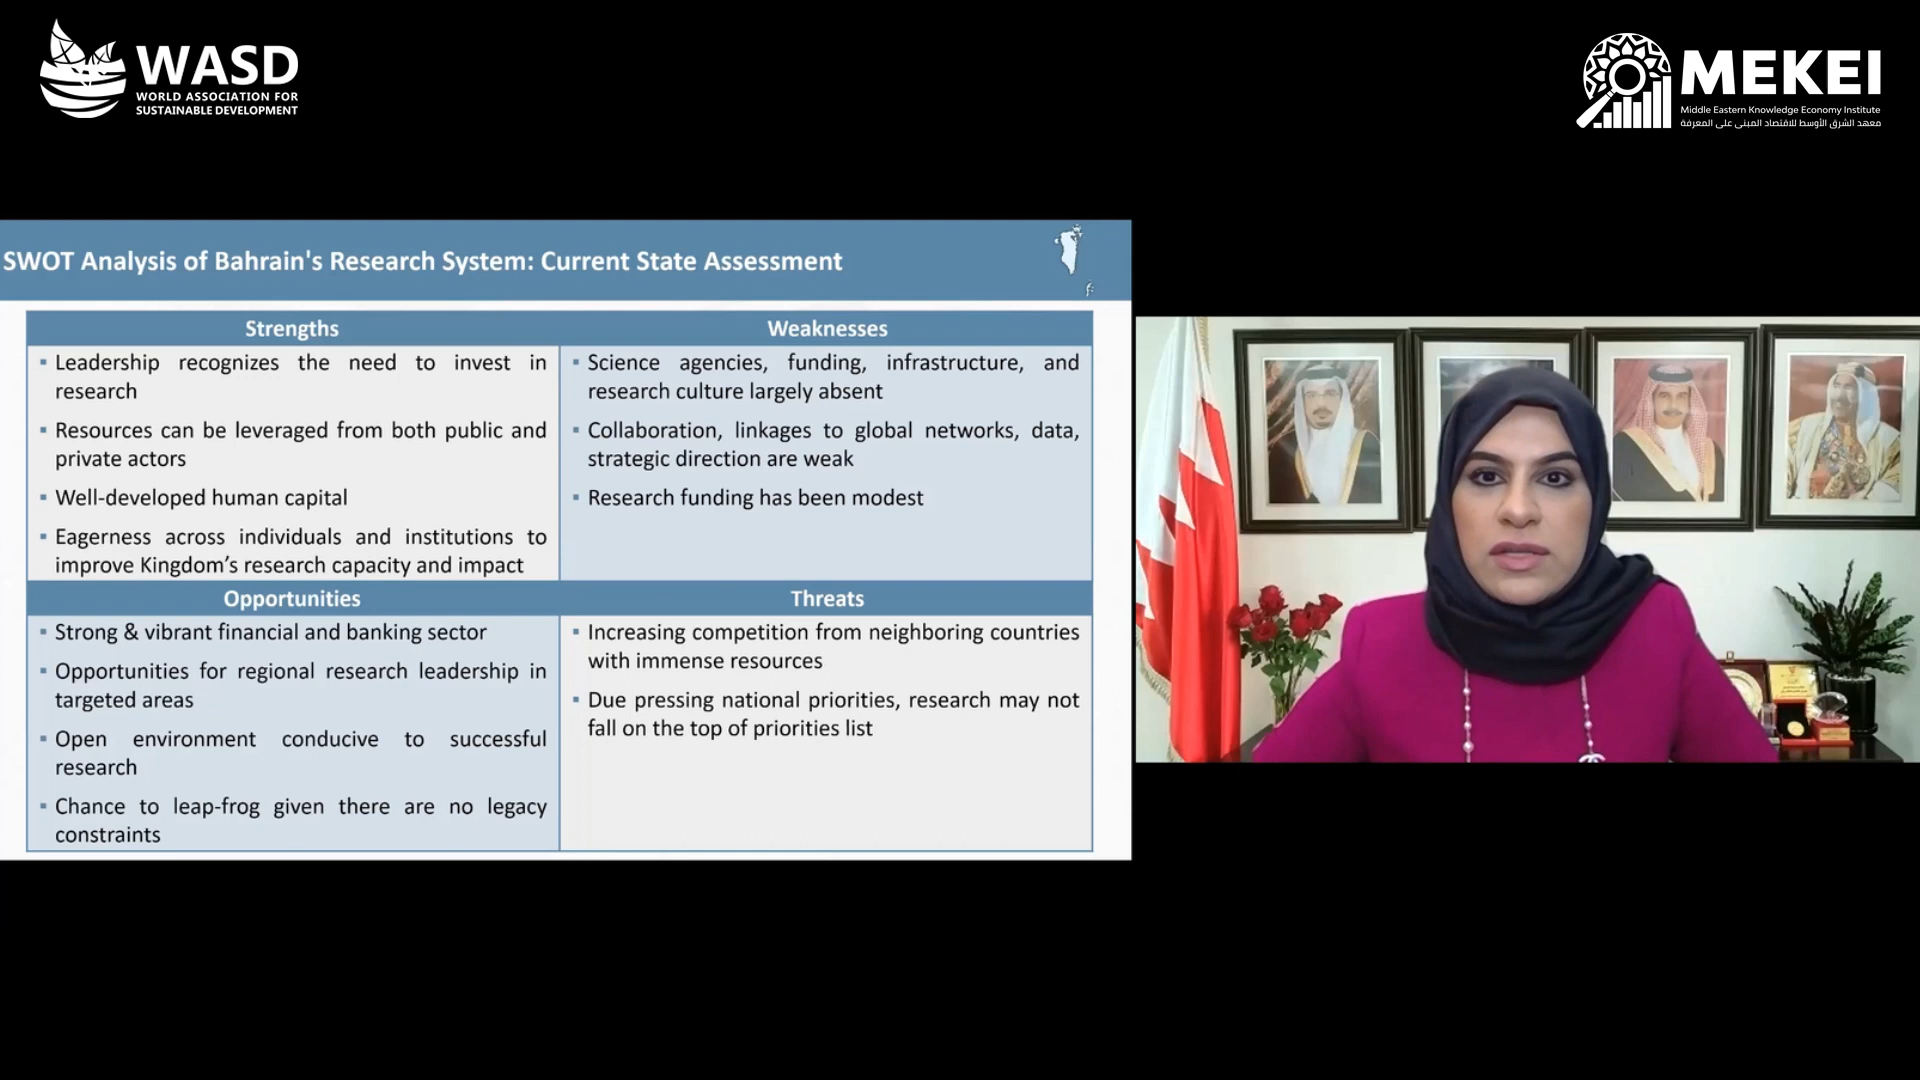 WASD
WORLD ASSOCIATION FOR
SUSTAINABLE DEVELOPMENT
MEKEI
Middle Eastern Knowledge Economy Institute
معهد الشرق الأوسط للاقتصاد المبني على المعرفة
SWOT Analysis of Bahrain's Research System: Current State Assessment
Strengths
▪ Leadership recognizes the need to invest in
research
▪ Resources can be leveraged from both public and
private actors
▪ Well-developed human capital
▪ Eagerness across individuals and institutions to
improve Kingdom’s research capacity and impact
Weaknesses
▪ Science agencies, funding, infrastructure, and
research culture largely absent
▪ Collaboration, linkages to global networks, data,
strategic direction are weak
▪ Research funding has been modest
Opportunities
▪ Strong & vibrant financial and banking sector
▪ Opportunities for regional research leadership in
targeted areas
▪ Open environment conducive to successful
research
▪ Chance to leap-frog given there are no legacy
constraints
Threats
▪ Increasing competition from neighboring countries
with immense resources
▪ Due pressing national priorities, research may not
fall on the top of priorities list